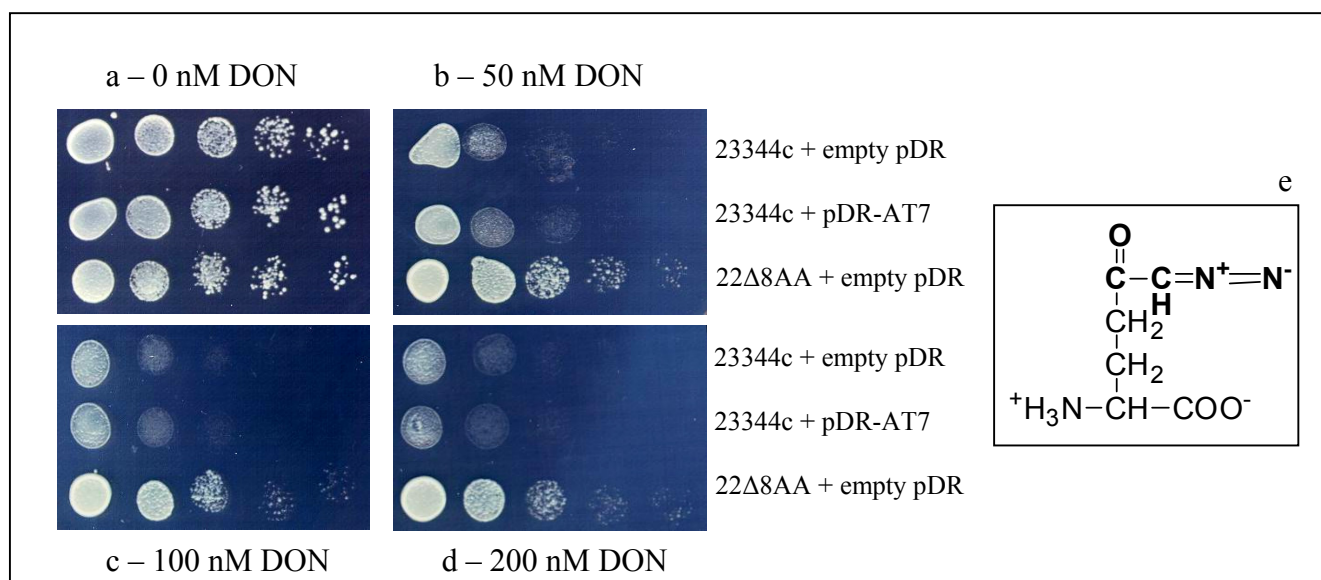 a – 0 nM DON
b – 50 nM DON
23344c + empty pDR
23344c + pDR-AT7
22Δ8AA + empty pDR
23344c + empty pDR
23344c + pDR-AT7
22Δ8AA + empty pDR
c – 100 nM DON
d – 200 nM DON
e
O
C–C=N⁺=N⁻
H
CH₂
CH₂
⁺H₃N–CH–COO⁻